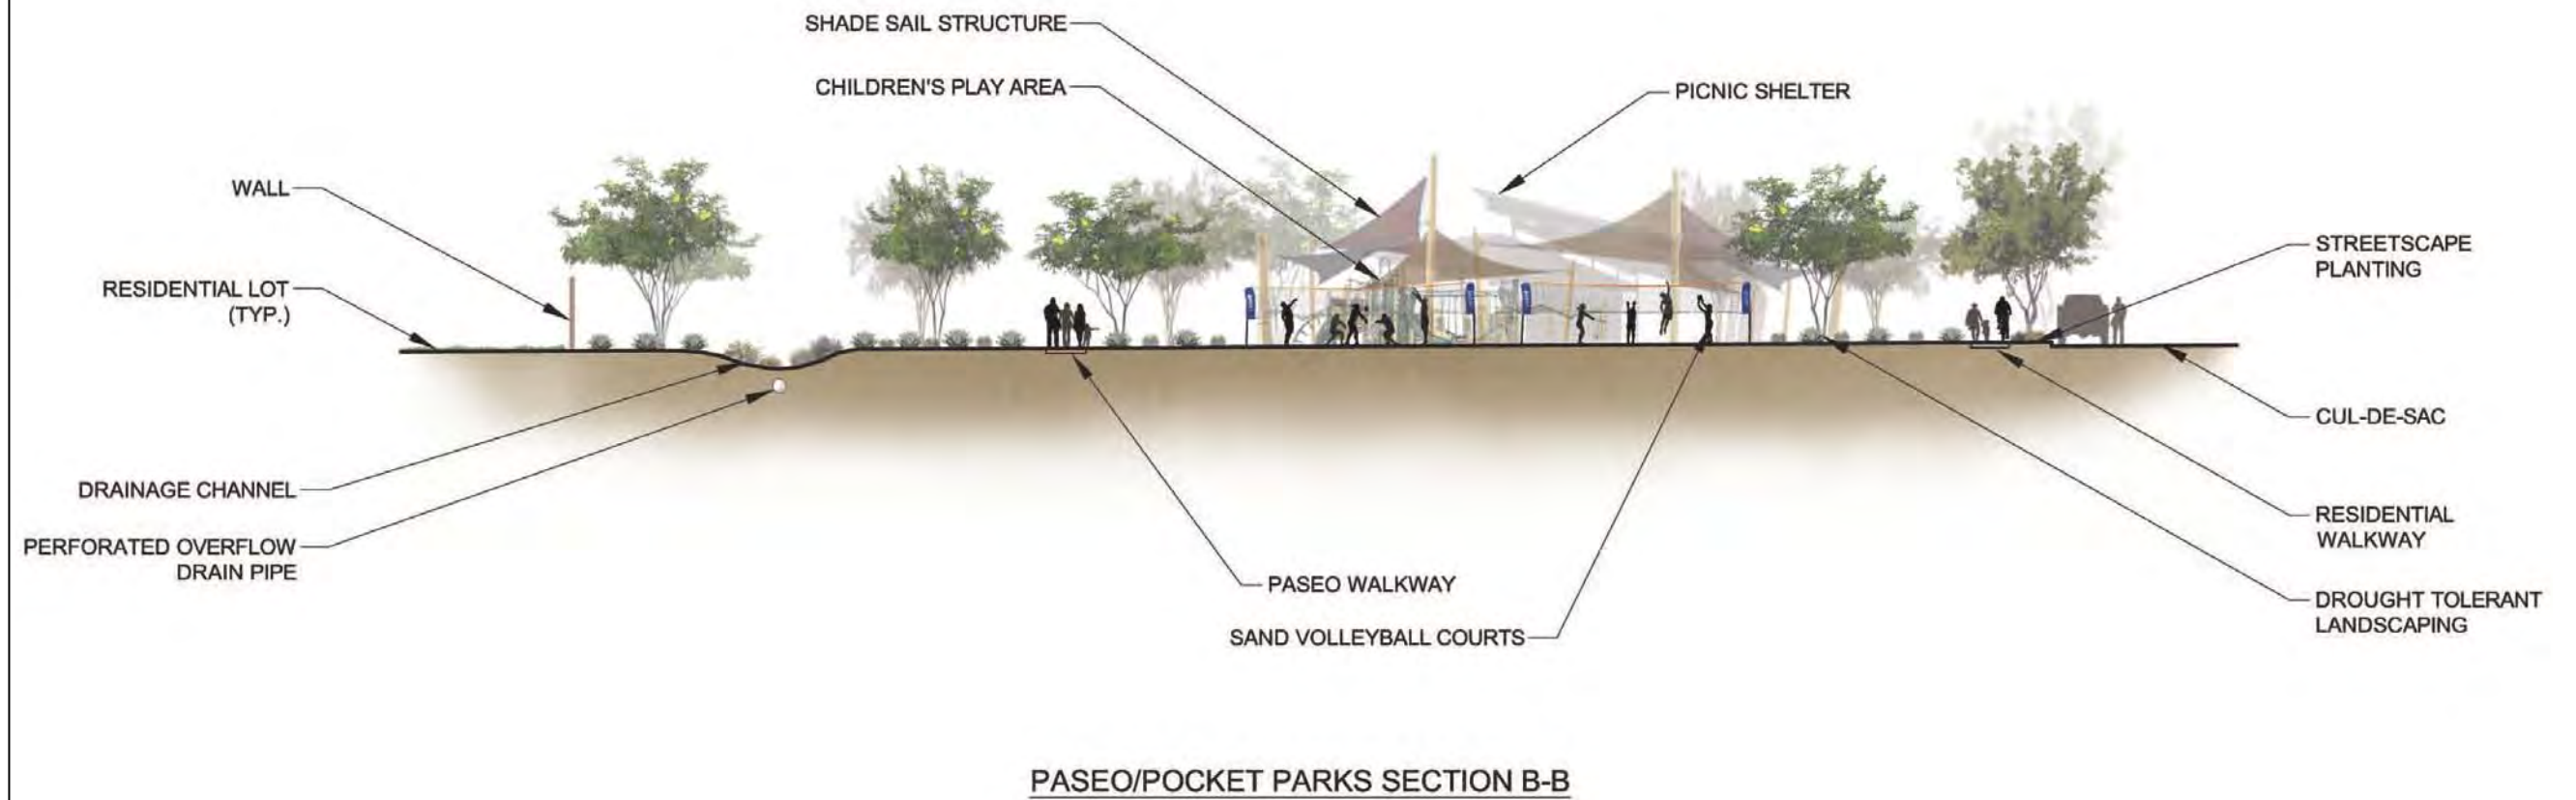 SHADE SAIL STRUCTURE
CHILDREN'S PLAY AREA
PICNIC SHELTER
WALL
RESIDENTIAL LOT
(TYP.)
STREETSCAPE
PLANTING
CUL-DE-SAC
DRAINAGE CHANNEL
PERFORATED OVERFLOW
DRAIN PIPE
RESIDENTIAL
WALKWAY
PASEO WALKWAY
DROUGHT TOLERANT
LANDSCAPING
SAND VOLLEYBALL COURTS
PASEO/POCKET PARKS SECTION B-B